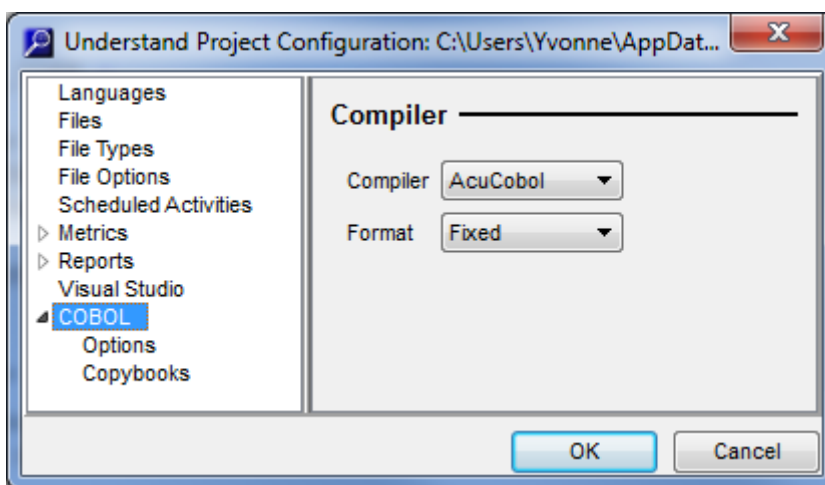 Understand Project Configuration: C:\Users\Yvonne\AppDat...
Languages
Files
File Types
File Options
Scheduled Activities
Metrics
Reports
Visual Studio
COBOL
Options
Copybooks
Compiler
Compiler AcuCobol
Format Fixed
OK Cancel